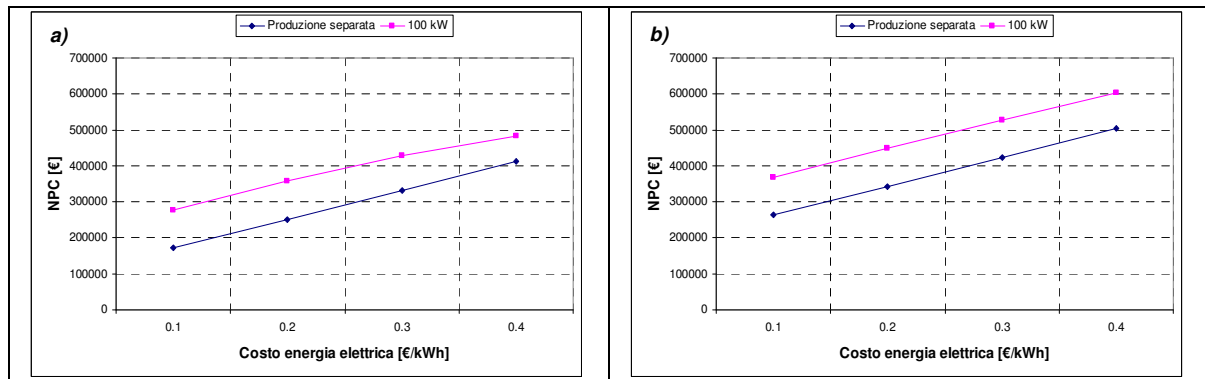 a)
Produzione separata
100 kW
NPC [€]
700000
600000
500000
400000
300000
200000
100000
0
0.1
0.2
0.3
0.4
Costo energia elettrica [€/kWh]
b)
Produzione separata
100 kW
NPC [€]
700000
600000
500000
400000
300000
200000
100000
0
0.1
0.2
0.3
0.4
Costo energia elettrica [€/kWh]